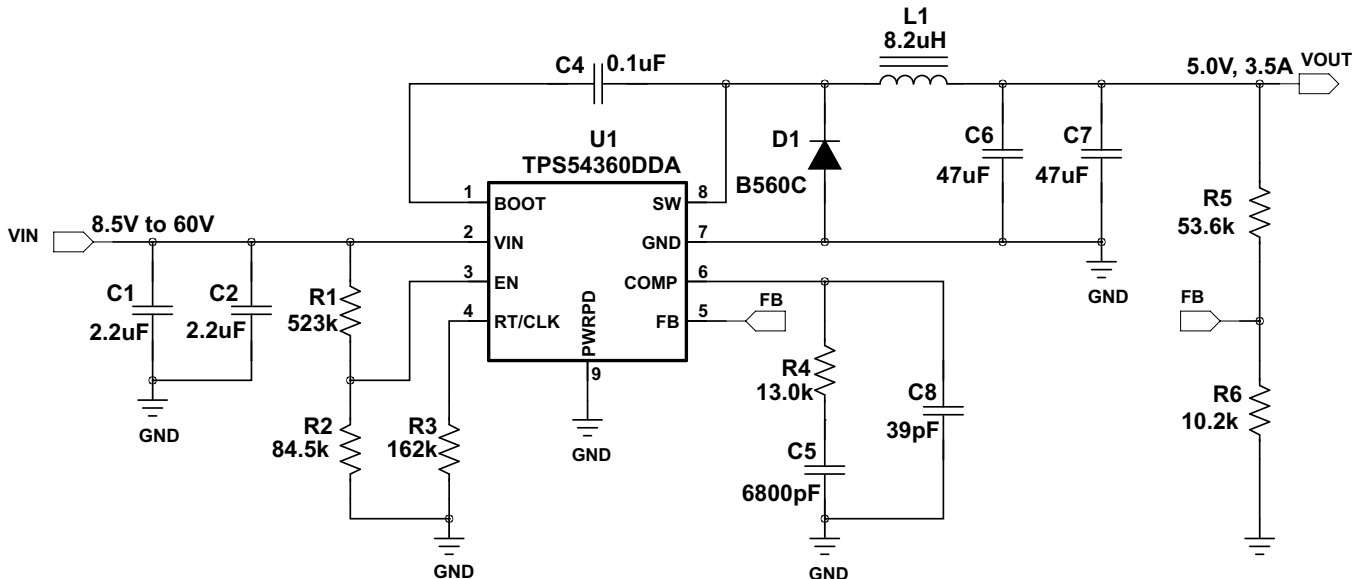 L1
8.2uH
C4
0.1uF
5.0V, 3.5A
VOUT
U1
TPS54360DDA
D1
B560C
C6
47uF
C7
47uF
R5
53.6k
1
BOOT
SW
8
VIN
8.5V to 60V
2
VIN
GND
7
3
EN
COMP
6
4
RT/CLK
FB
5
FB
PWRPD
9
GND
C1
2.2uF
C2
2.2uF
R1
523k
GND
FB
R4
13.0k
C8
39pF
R6
10.2k
GND
R2
84.5k
R3
162k
GND
C5
6800pF
GND
GND